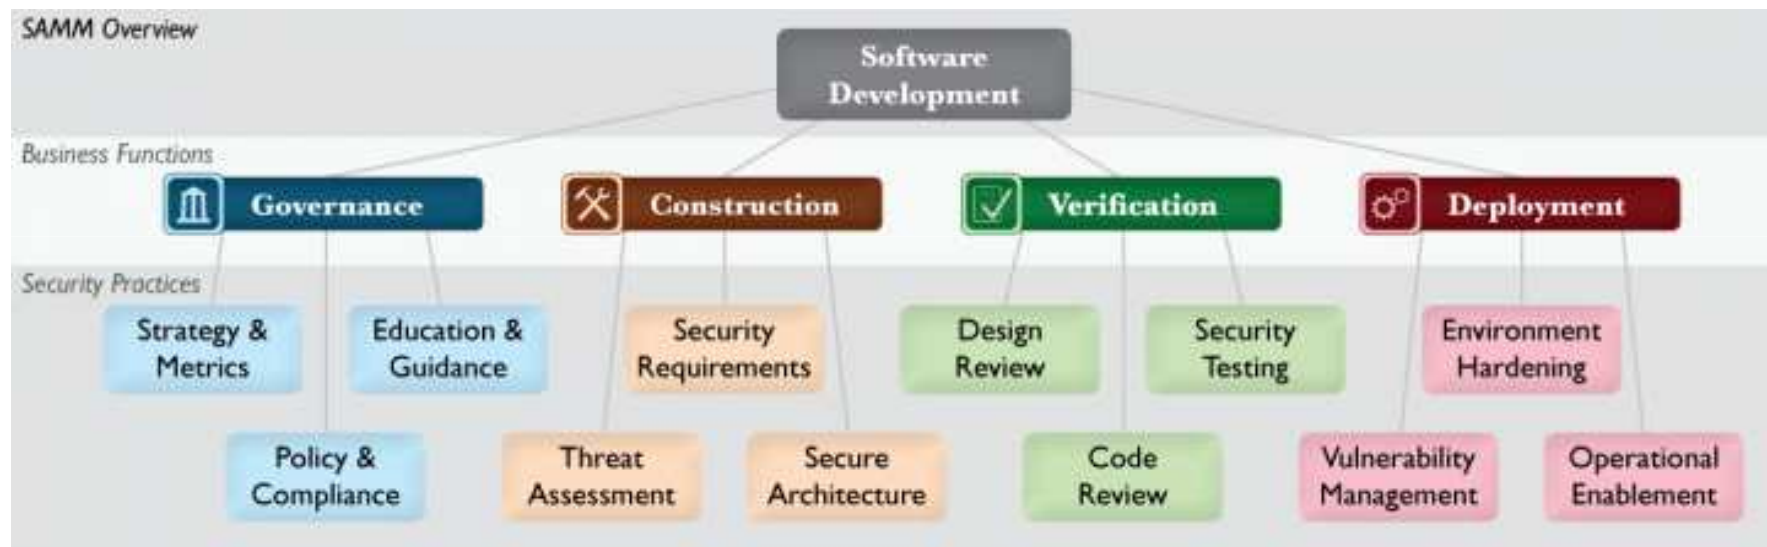 SAMM Overview
Software
Development
Business Functions
Governance
Construction
Verification
Deployment
Security Practices
Strategy &
Metrics
Education &
Guidance
Security
Requirements
Design
Review
Security
Testing
Environment
Hardening
Policy &
Compliance
Threat
Assessment
Secure
Architecture
Code
Review
Vulnerability
Management
Operational
Enablement